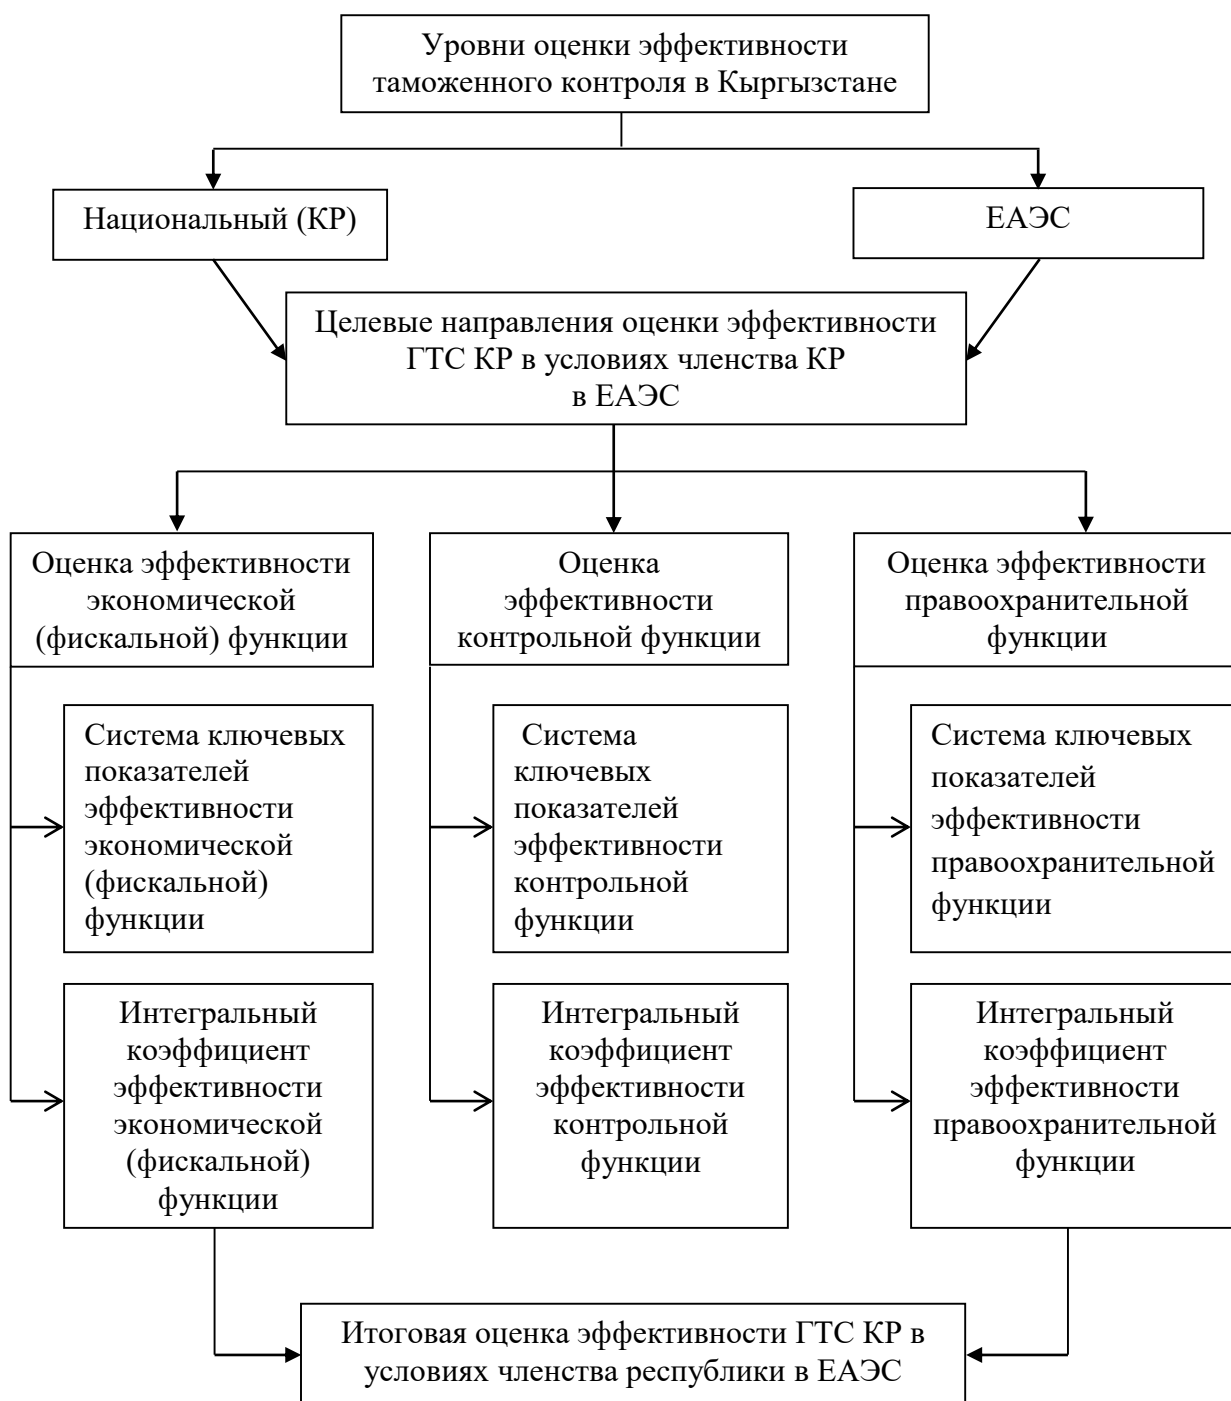 Уровни оценки эффективности
таможенного контроля в Кыргызстане
Национальный (КР)
ЕАЭС
Целевые направления оценки эффективности
ГТС КР в условиях членства КР
в ЕАЭС
Оценка эффективности
экономической
(фискальной) функции
Оценка
эффективности
контрольной функции
Оценка эффективности
правоохранительной
функции
Система ключевых
показателей
эффективности
экономической
(фискальной)
функции
Система
ключевых
показателей
эффективности
контрольной
функции
Система ключевых
показателей
эффективности
правоохранительной
функции
Интегральный
коэффициент
эффективности
экономической
(фискальной)
функции
Интегральный
коэффициент
эффективности
контрольной
функции
Интегральный
коэффициент
эффективности
правоохранительной
функции
Итоговая оценка эффективности ГТС КР в
условиях членства республики в ЕАЭС